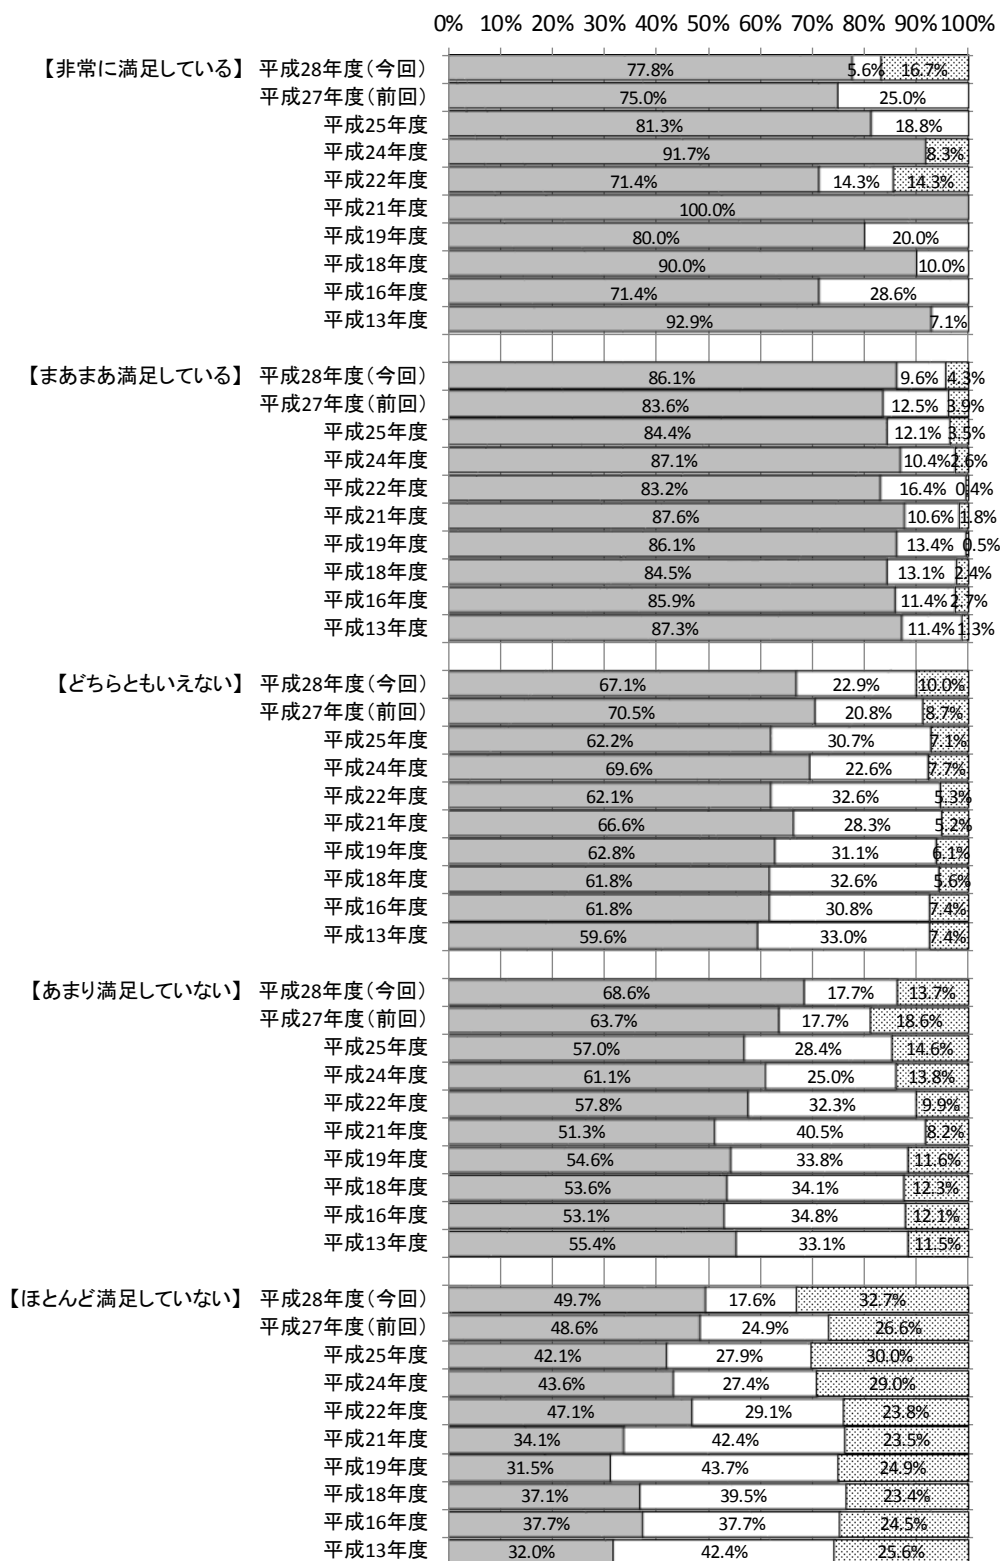 0% 10% 20% 30% 40% 50% 60% 70% 80% 90% 100%
【非常に満足している】 平成28年度(今回) 77.8% 5.6% 16.7%
平成27年度(前回) 75.0% 25.0%
平成25年度 81.3% 18.8%
平成24年度 91.7% 8.3%
平成22年度 71.4% 14.3% 14.3%
平成21年度 100.0%
平成19年度 80.0% 20.0%
平成18年度 90.0% 10.0%
平成16年度 71.4% 28.6%
平成13年度 92.9% 7.1%
【まあまあ満足している】 平成28年度(今回) 86.1% 9.6% 4.3%
平成27年度(前回) 83.6% 12.5% 3.9%
平成25年度 84.4% 12.1% 3.5%
平成24年度 87.1% 10.4% 2.6%
平成22年度 83.2% 16.4% 0.4%
平成21年度 87.6% 10.6% 1.8%
平成19年度 86.1% 13.4% 0.5%
平成18年度 84.5% 13.1% 2.4%
平成16年度 85.9% 11.4% 2.7%
平成13年度 87.3% 11.4% 1.3%
【どちらともいえない】 平成28年度(今回) 67.1% 22.9% 10.0%
平成27年度(前回) 70.5% 20.8% 8.7%
平成25年度 62.2% 30.7% 7.1%
平成24年度 69.6% 22.6% 7.7%
平成22年度 62.1% 32.6% 5.3%
平成21年度 66.6% 28.3% 5.2%
平成19年度 62.8% 31.1% 6.1%
平成18年度 61.8% 32.6% 5.6%
平成16年度 61.8% 30.8% 7.4%
平成13年度 59.6% 33.0% 7.4%
【あまり満足していない】 平成28年度(今回) 68.6% 17.7% 13.7%
平成27年度(前回) 63.7% 17.7% 18.6%
平成25年度 57.0% 28.4% 14.6%
平成24年度 61.1% 25.0% 13.8%
平成22年度 57.8% 32.3% 9.9%
平成21年度 51.3% 40.5% 8.2%
平成19年度 54.6% 33.8% 11.6%
平成18年度 53.6% 34.1% 12.3%
平成16年度 53.1% 34.8% 12.1%
平成13年度 55.4% 33.1% 11.5%
【ほとんど満足していない】 平成28年度(今回) 49.7% 17.6% 32.7%
平成27年度(前回) 48.6% 24.9% 26.6%
平成25年度 42.1% 27.9% 30.0%
平成24年度 43.6% 27.4% 29.0%
平成22年度 47.1% 29.1% 23.8%
平成21年度 34.1% 42.4% 23.5%
平成19年度 31.5% 43.7% 24.9%
平成18年度 37.1% 39.5% 23.4%
平成16年度 37.7% 37.7% 24.5%
平成13年度 32.0% 42.4% 25.6%